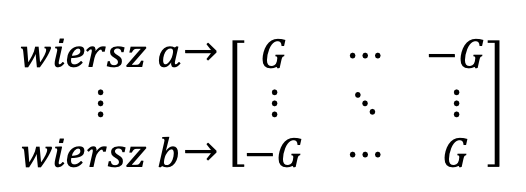 wiersz a→ [ G ⋯ −G ]
⋮ ⋮ ⋱ ⋮
wiersz b→ [ −G ⋯ G ]